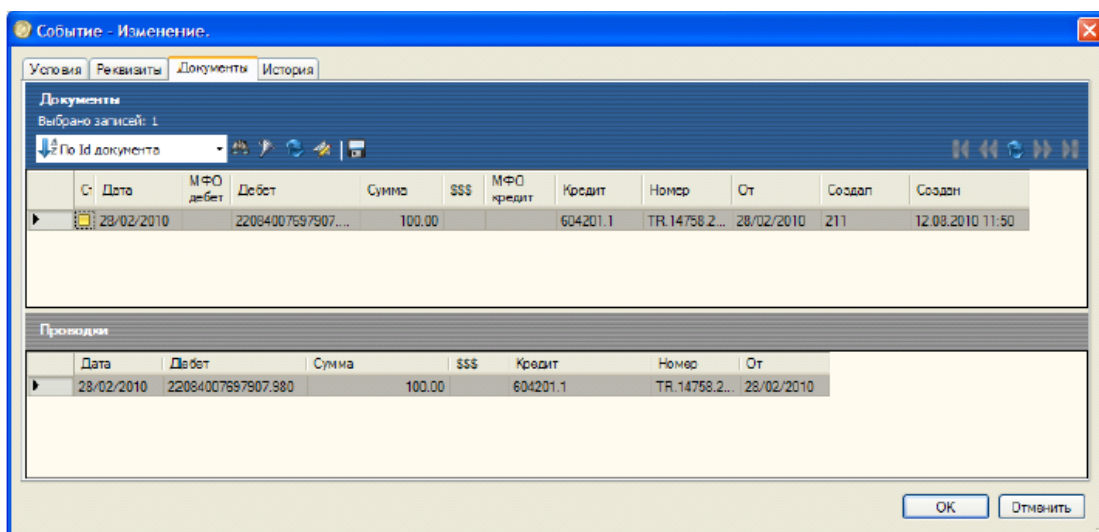 Событие - Изменение.
Условия Реквизиты Документы История
Документы
Выбрано записей: 1
По Id документа
С Дата МФО дебет Дебет Сумма $$$ МФО кредит Кредит Номер От Создал Создан
28/02/2010 22084007697907.... 100.00 604201.1 TR.14758.2... 28/02/2010 211 12.08.2010 11:50
Проводки
Дата Дебет Сумма $$$ Кредит Номер От
28/02/2010 22084007697907.980 100.00 604201.1 TR.14758.2... 28/02/2010
OK Отменить